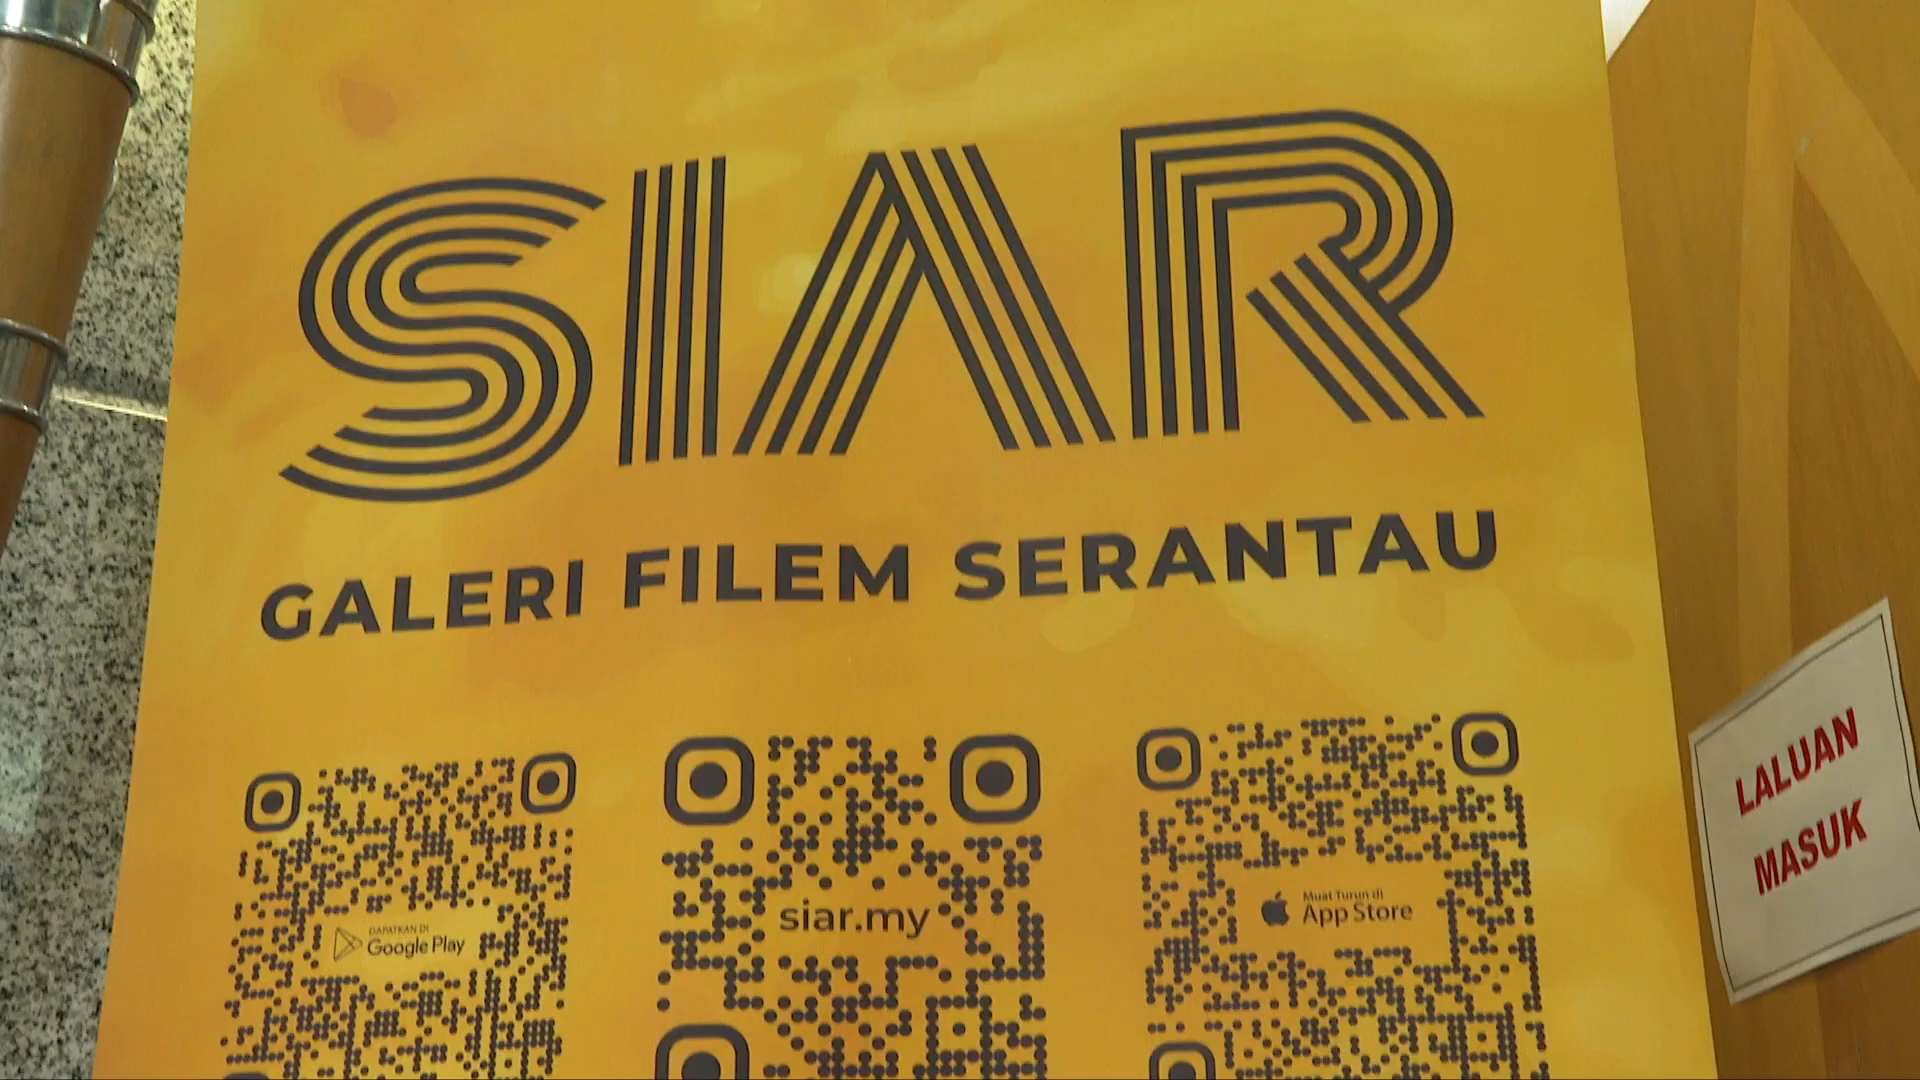 SIAR
GALERI FILEM SERANTAU
DAPATKAN DI
Google Play
siar.my
Muat Turun di
App Store
LALUAN
MASUK